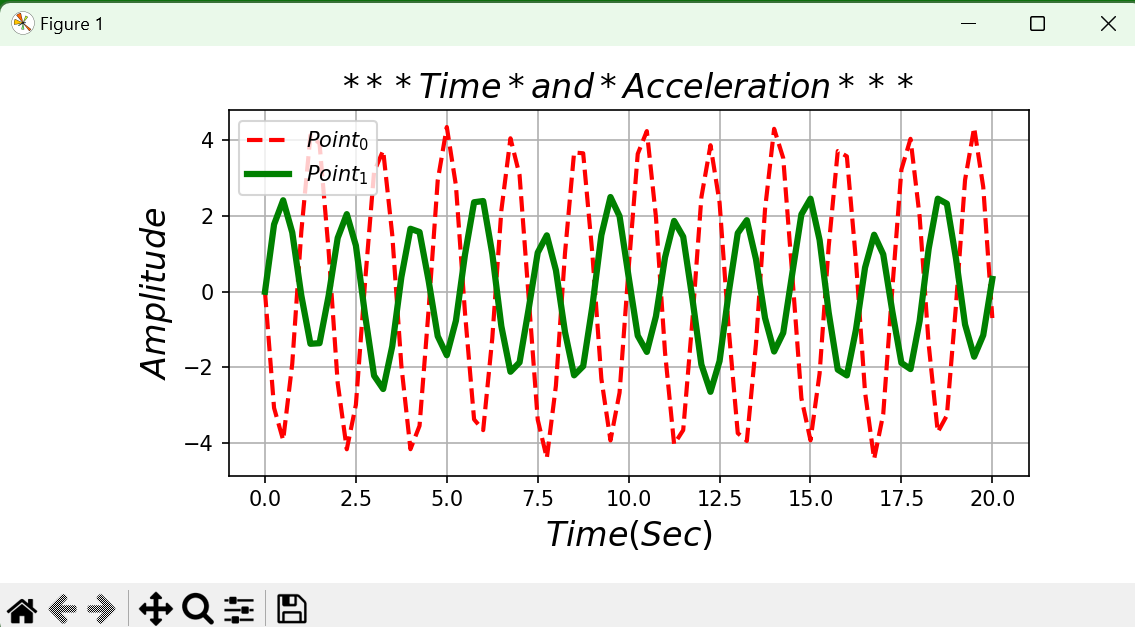 Figure 1
***Time*and*Acceleration***
Point0
Point1
Amplitude
4
2
0
−2
−4
0.0 2.5 5.0 7.5 10.0 12.5 15.0 17.5 20.0
Time(Sec)